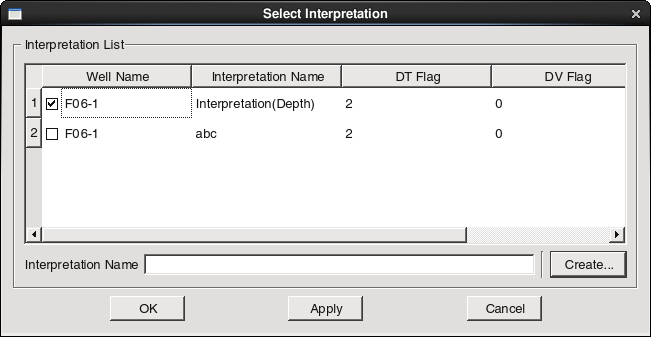 Select Interpretation
Interpretation List
Well Name Interpretation Name DT Flag DV Flag
1 F06-1 Interpretation(Depth) 2 0
2 F06-1 abc 2 0
Interpretation Name Create...
OK Apply Cancel